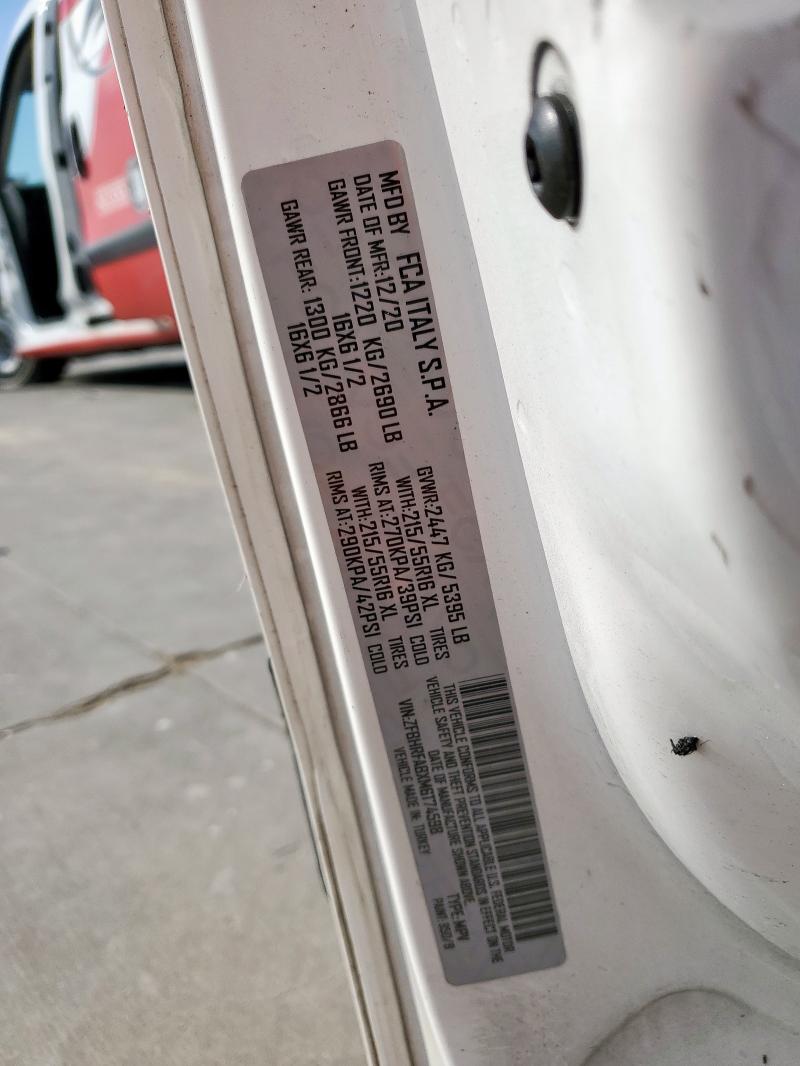 MFD BY FCA ITALY S.P.A.
DATE OF MFR:12/20 GVWR:2447 KG/5395 LB
GAWR FRONT:1220 KG/2690 LB WITH:215/55R16 XL TIRES
16X6 1/2 RIMS AT:270KPA/39PSI COLD
GAWR REAR: 1300 KG/2866 LB WITH:215/55R16 XL TIRES
16X6 1/2 RIMS AT:290KPA/42PSI COLD
THIS VEHICLE CONFORMS TO ALL APPLICABLE U.S. FEDERAL MOTOR
VEHICLE SAFETY AND THEFT PREVENTION STANDARDS IN EFFECT ON THE
DATE OF MANUFACTURE SHOWN ABOVE.
VIN:ZFBHRFABXM6T74598 TYPE: MPV
VEHICLE MADE IN: TURKEY PAINT: